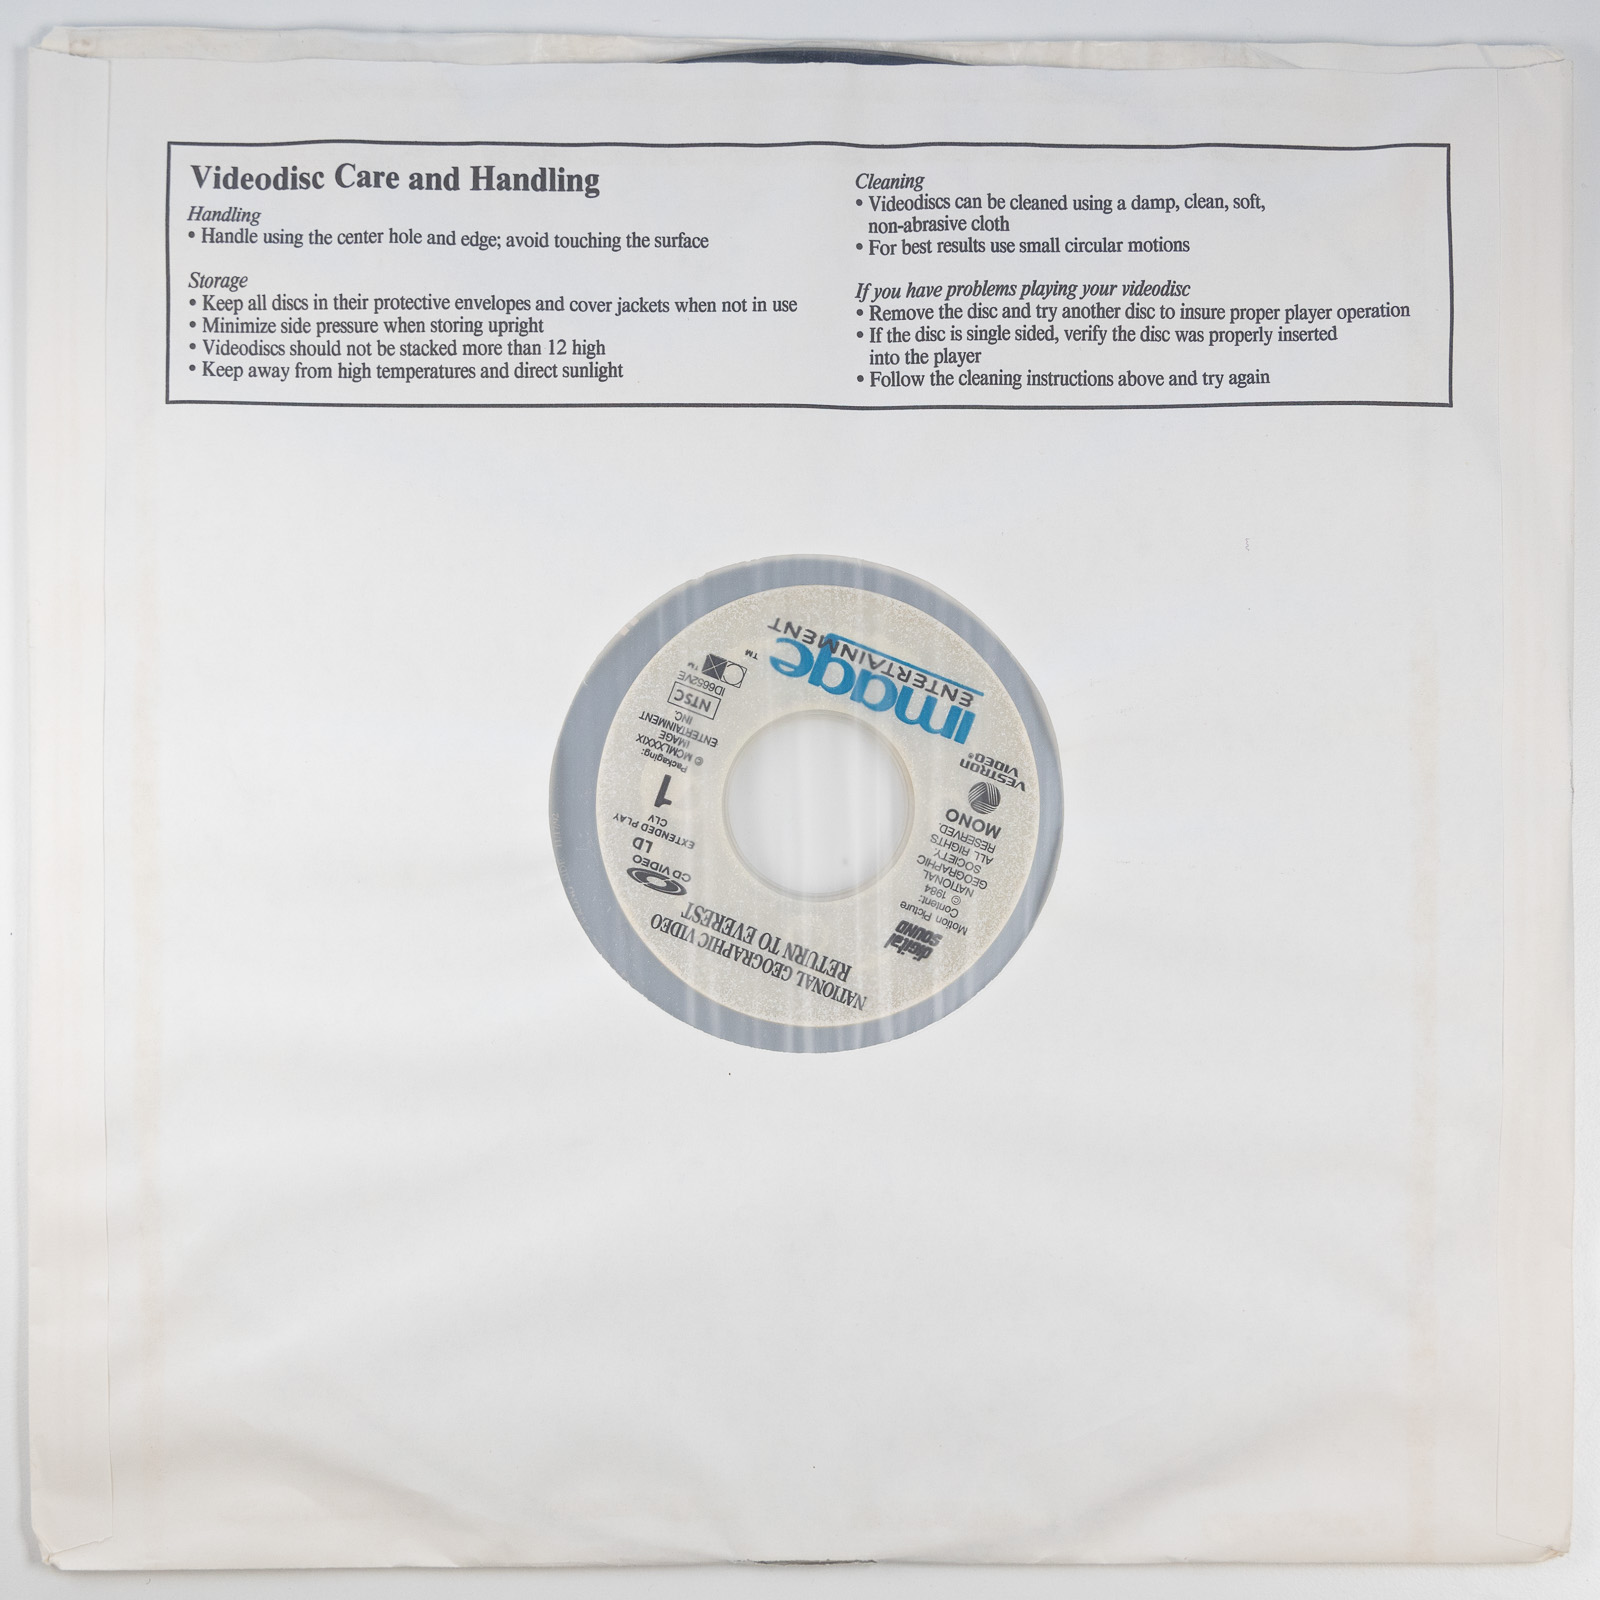 Videodisc Care and Handling
Handling
• Handle using the center hole and edge; avoid touching the surface
Storage
• Keep all discs in their protective envelopes and cover jackets when not in use
• Minimize side pressure when storing upright
• Videodiscs should not be stacked more than 12 high
• Keep away from high temperatures and direct sunlight
Cleaning
• Videodiscs can be cleaned using a damp, clean, soft,
non-abrasive cloth
• For best results use small circular motions
If you have problems playing your videodisc
• Remove the disc and try another disc to insure proper player operation
• If the disc is single sided, verify the disc was properly inserted
into the player
• Follow the cleaning instructions above and try again
image
ENTERTAINMENT
™
VESTRON
VIDEO®
MONO
© 1984
NATIONAL
GEOGRAPHIC
SOCIETY.
ALL RIGHTS
RESERVED.
Motion Picture
Content:
digital
SOUND
NATIONAL GEOGRAPHIC VIDEO
RETURN TO EVEREST
CD VIDEO
LD
EXTENDED PLAY
CLV
1
Packaging:
© MCMLXXXIX
IMAGE
ENTERTAINMENT
INC.
NTSC
ID6652VE
™